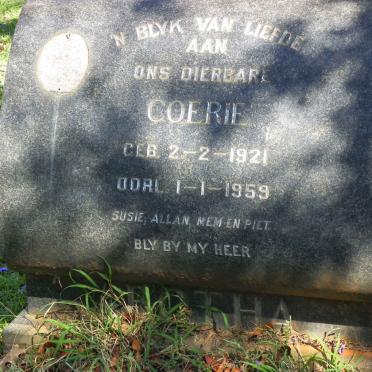 'N BLYK VAN LIEFDE
AAN
ONS DIERBARE
COERIE
GEB. 2-2-1921
OORL. 1-1-1959
SUSIE, ALLAN, NEM EN PIET.
BLY BY MY HEER
BOTHA